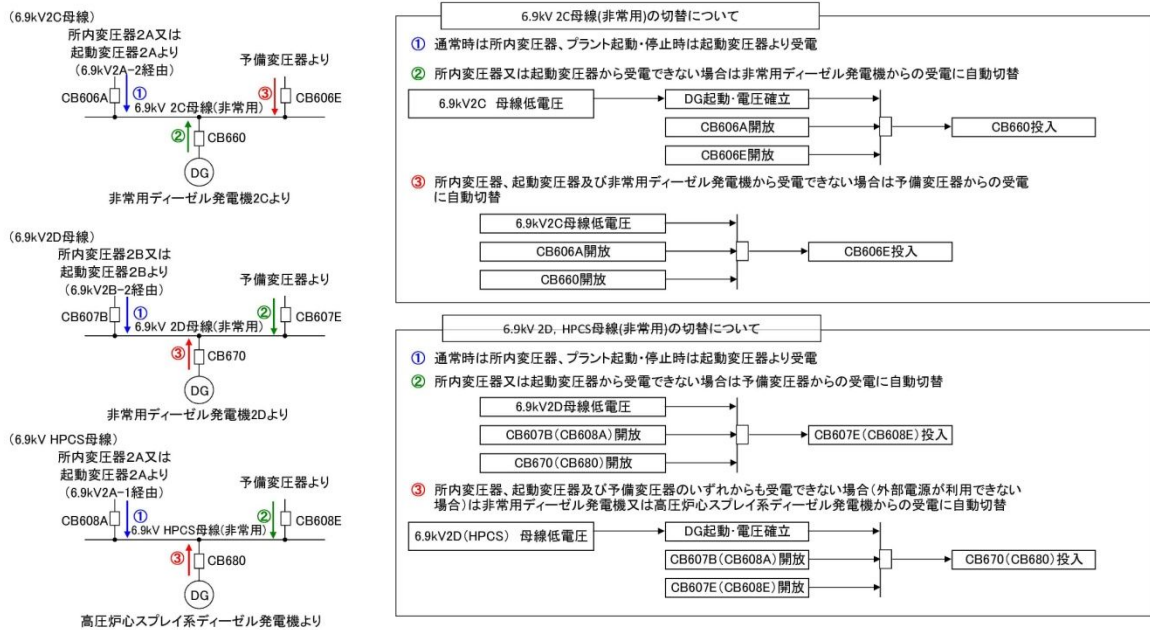 (6.9kV2C母線)
所内変圧器2A又は
起動変圧器2Aより
(6.9kV2A-2経由)
予備変圧器より
CB606A
①
③
CB606E
6.9kV 2C母線(非常用)
②
CB660
DG
非常用ディーゼル発電機2Cより
(6.9kV2D母線)
所内変圧器2B又は
起動変圧器2Bより
(6.9kV2B-2経由)
予備変圧器より
CB607B
①
②
CB607E
6.9kV 2D母線(非常用)
③
CB670
DG
非常用ディーゼル発電機2Dより
(6.9kV HPCS母線)
所内変圧器2A又は
起動変圧器2Aより
(6.9kV2A-1経由)
予備変圧器より
CB608A
①
②
CB608E
6.9kV HPCS母線(非常用)
③
CB680
DG
高圧炉心スプレイ系ディーゼル発電機より
6.9kV 2C母線(非常用)の切替について
① 通常時は所内変圧器、プラント起動・停止時は起動変圧器より受電
② 所内変圧器又は起動変圧器から受電できない場合は非常用ディーゼル発電機からの受電に自動切替
6.9kV2C 母線低電圧
DG起動・電圧確立
CB606A開放
CB606E開放
CB660投入
③ 所内変圧器、起動変圧器及び非常用ディーゼル発電機から受電できない場合は予備変圧器からの受電
に自動切替
6.9kV2C母線低電圧
CB606A開放
CB660開放
CB606E投入
6.9kV 2D, HPCS母線(非常用)の切替について
① 通常時は所内変圧器、プラント起動・停止時は起動変圧器より受電
② 所内変圧器又は起動変圧器から受電できない場合は予備変圧器からの受電に自動切替
6.9kV2D母線低電圧
CB607B(CB608A)開放
CB670(CB680)開放
CB607E(CB608E)投入
③ 所内変圧器、起動変圧器及び予備変圧器のいずれからも受電できない場合(外部電源が利用できない
場合)は非常用ディーゼル発電機又は高圧炉心スプレイ系ディーゼル発電機からの受電に自動切替
6.9kV2D(HPCS) 母線低電圧
DG起動・電圧確立
CB607B(CB608A)開放
CB607E(CB608E)開放
CB670(CB680)投入